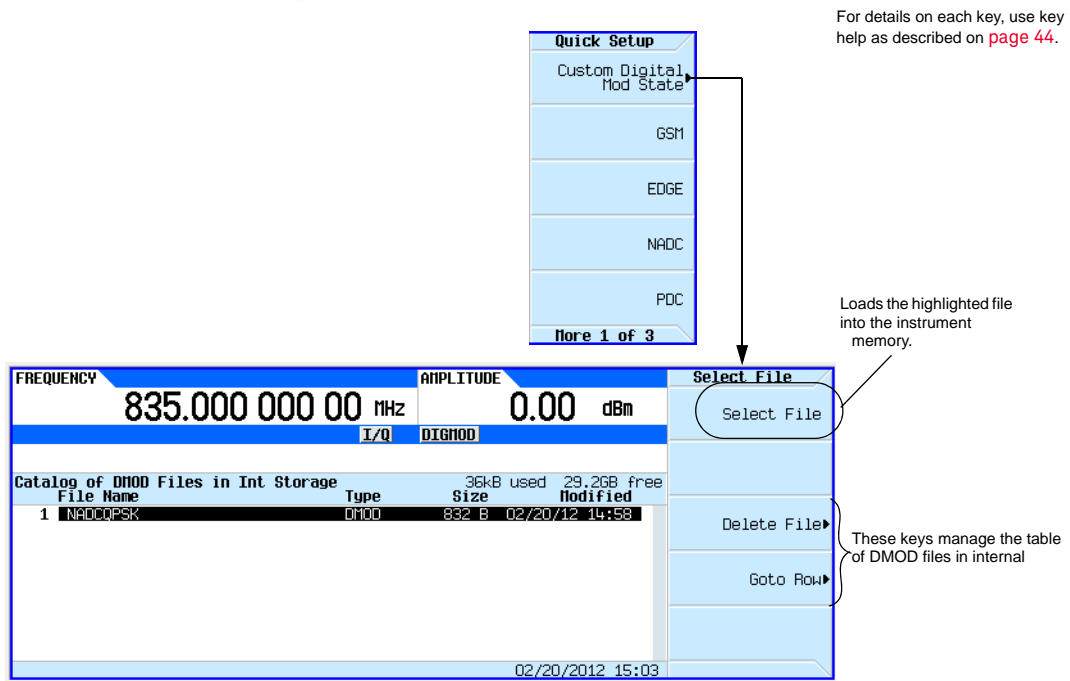 For details on each key, use key
help as described on page 44.
Quick Setup
Custom Digital
Mod State
GSM
EDGE
NADC
PDC
More 1 of 3
Loads the highlighted file
into the instrument
memory.
FREQUENCY
835.000 000 00 MHz
AMPLITUDE
0.00 dBm
I/Q
DIGMOD
Select File
Select File
Catalog of DMOD Files in Int Storage 36kB used 29.2GB free
File Name Type Size Modified
1 NADCQPSK DMOD 832 B 02/20/12 14:58
Delete File
Goto Row
These keys manage the table
of DMOD files in internal
02/20/2012 15:03